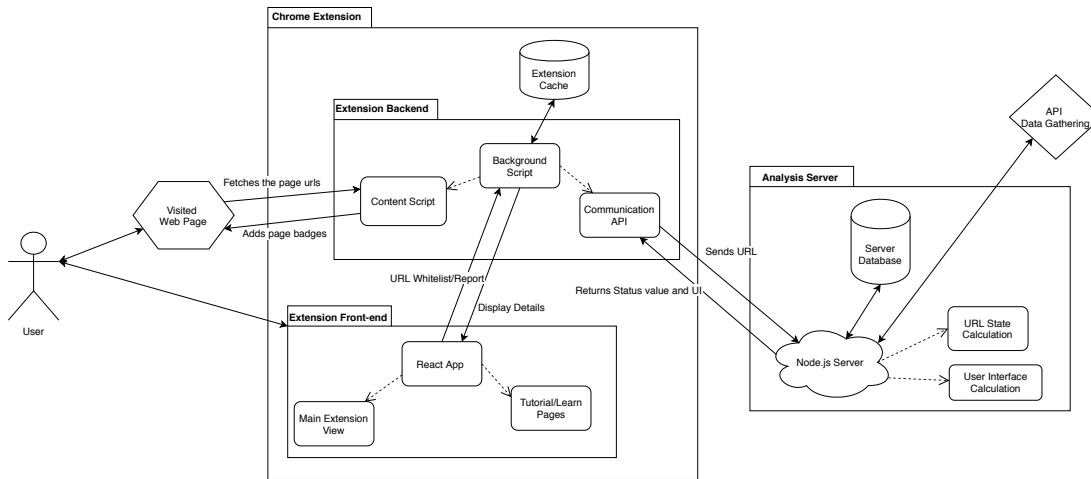 Chrome Extension
Extension
Cache
API
Data Gathering
Extension Backend
Background
Script
Analysis Server
Fetches the page urls
Content Script
Visited
Web Page
Communication
API
Server
Database
Adds page badges
Sends URL
User
URL Whitelist/Report
Returns Status value and UI
Display Details
Extension Front-end
URL State
Calculation
React App
Node.js Server
User Interface
Calculation
Main Extension
View
Tutorial/Learn
Pages